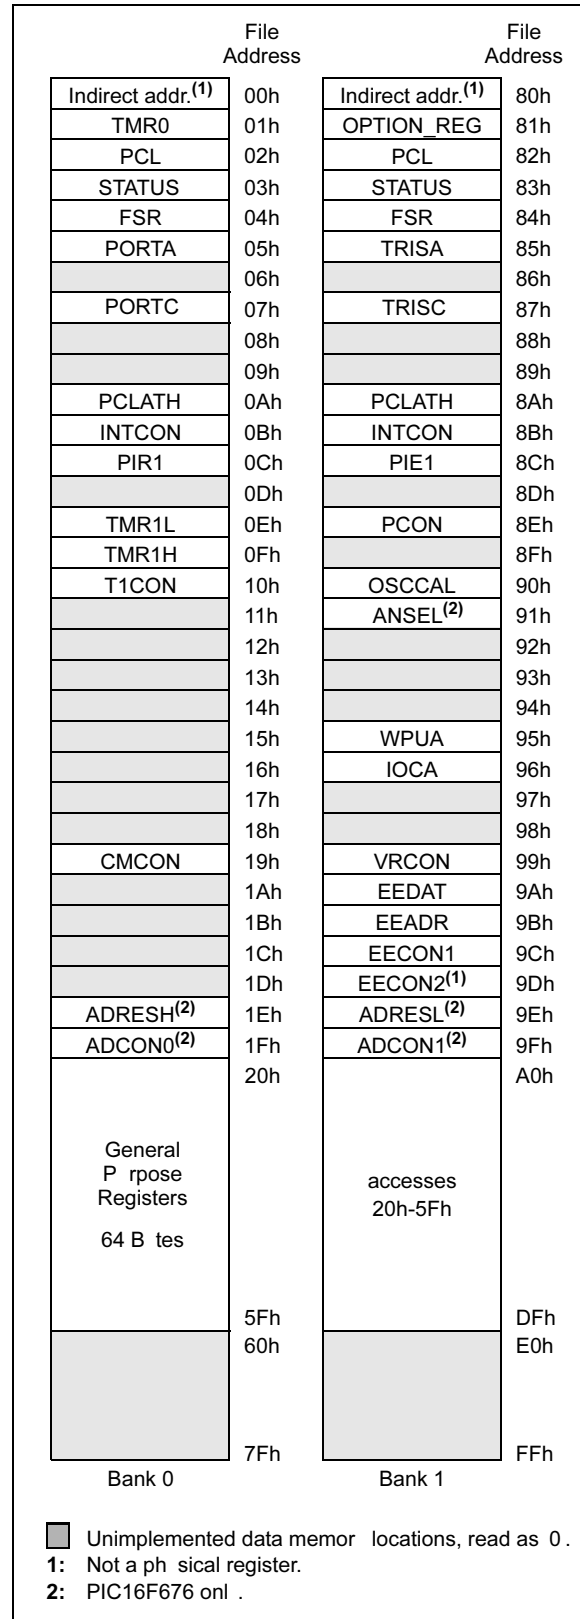 File Address File Address
Indirect addr.(1) 00h Indirect addr.(1) 80h
TMR0 01h OPTION_REG 81h
PCL 02h PCL 82h
STATUS 03h STATUS 83h
FSR 04h FSR 84h
PORTA 05h TRISA 85h
06h 86h
PORTC 07h TRISC 87h
08h 88h
09h 89h
PCLATH 0Ah PCLATH 8Ah
INTCON 0Bh INTCON 8Bh
PIR1 0Ch PIE1 8Ch
0Dh 8Dh
TMR1L 0Eh PCON 8Eh
TMR1H 0Fh 8Fh
T1CON 10h OSCCAL 90h
11h ANSEL(2) 91h
12h 92h
13h 93h
14h 94h
15h WPUA 95h
16h IOCA 96h
17h 97h
18h 98h
CMCON 19h VRCON 99h
1Ah EEDAT 9Ah
1Bh EEADR 9Bh
1Ch EECON1 9Ch
1Dh EECON2(1) 9Dh
ADRESH(2) 1Eh ADRESL(2) 9Eh
ADCON0(2) 1Fh ADCON1(2) 9Fh
20h A0h
General
P rpose
Registers
64 B tes
accesses
20h-5Fh
5Fh DFh
60h E0h
7Fh FFh
Bank 0 Bank 1
Unimplemented data memor locations, read as 0 .
1: Not a ph sical register.
2: PIC16F676 onl .